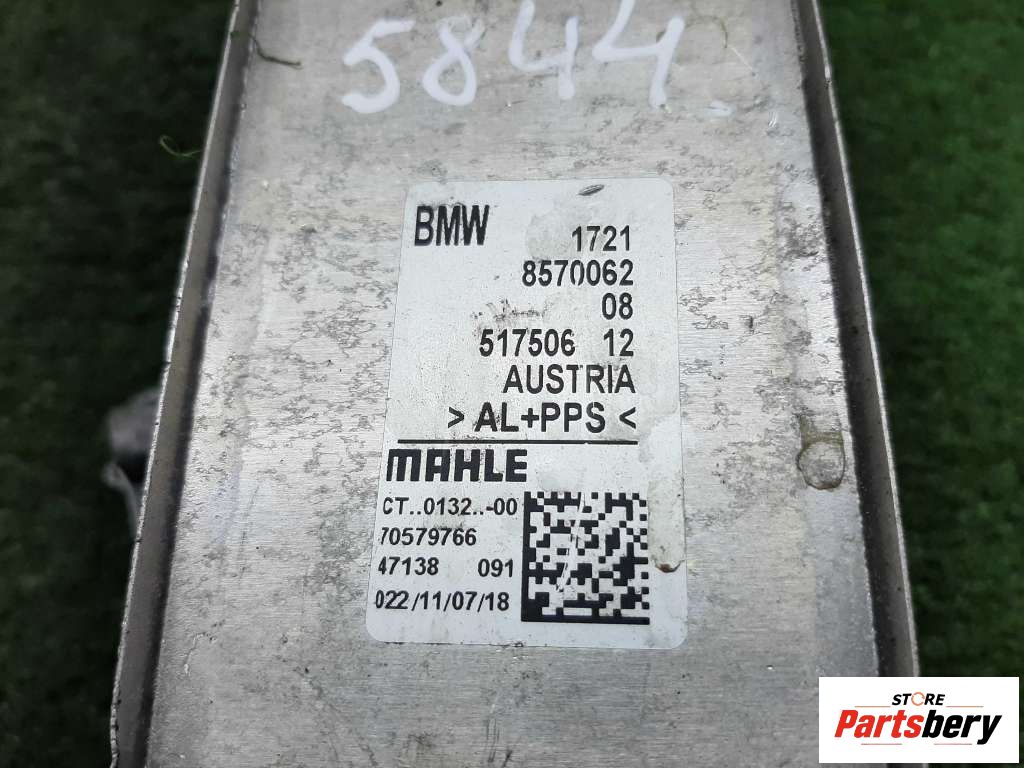 5844
BMW 1721
8570062
08
517506 12
AUSTRIA
> AL+PPS <
MAHLE
CT..0132..-00
70579766
47138 091
022/11/07/18
STORE
Partsbery